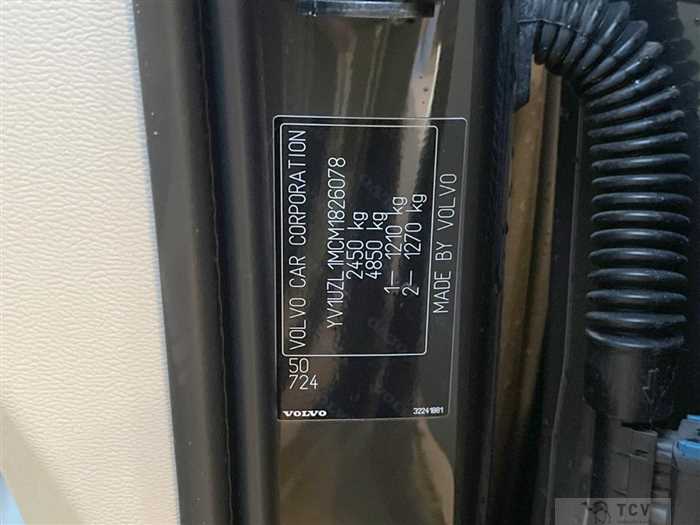 VOLVO CAR CORPORATION
YV1UZL1MCM1826078
2450 kg
4850 kg
1– 1210 kg
2– 1270 kg
MADE BY VOLVO
50
724
VOLVO
32241881
TCV